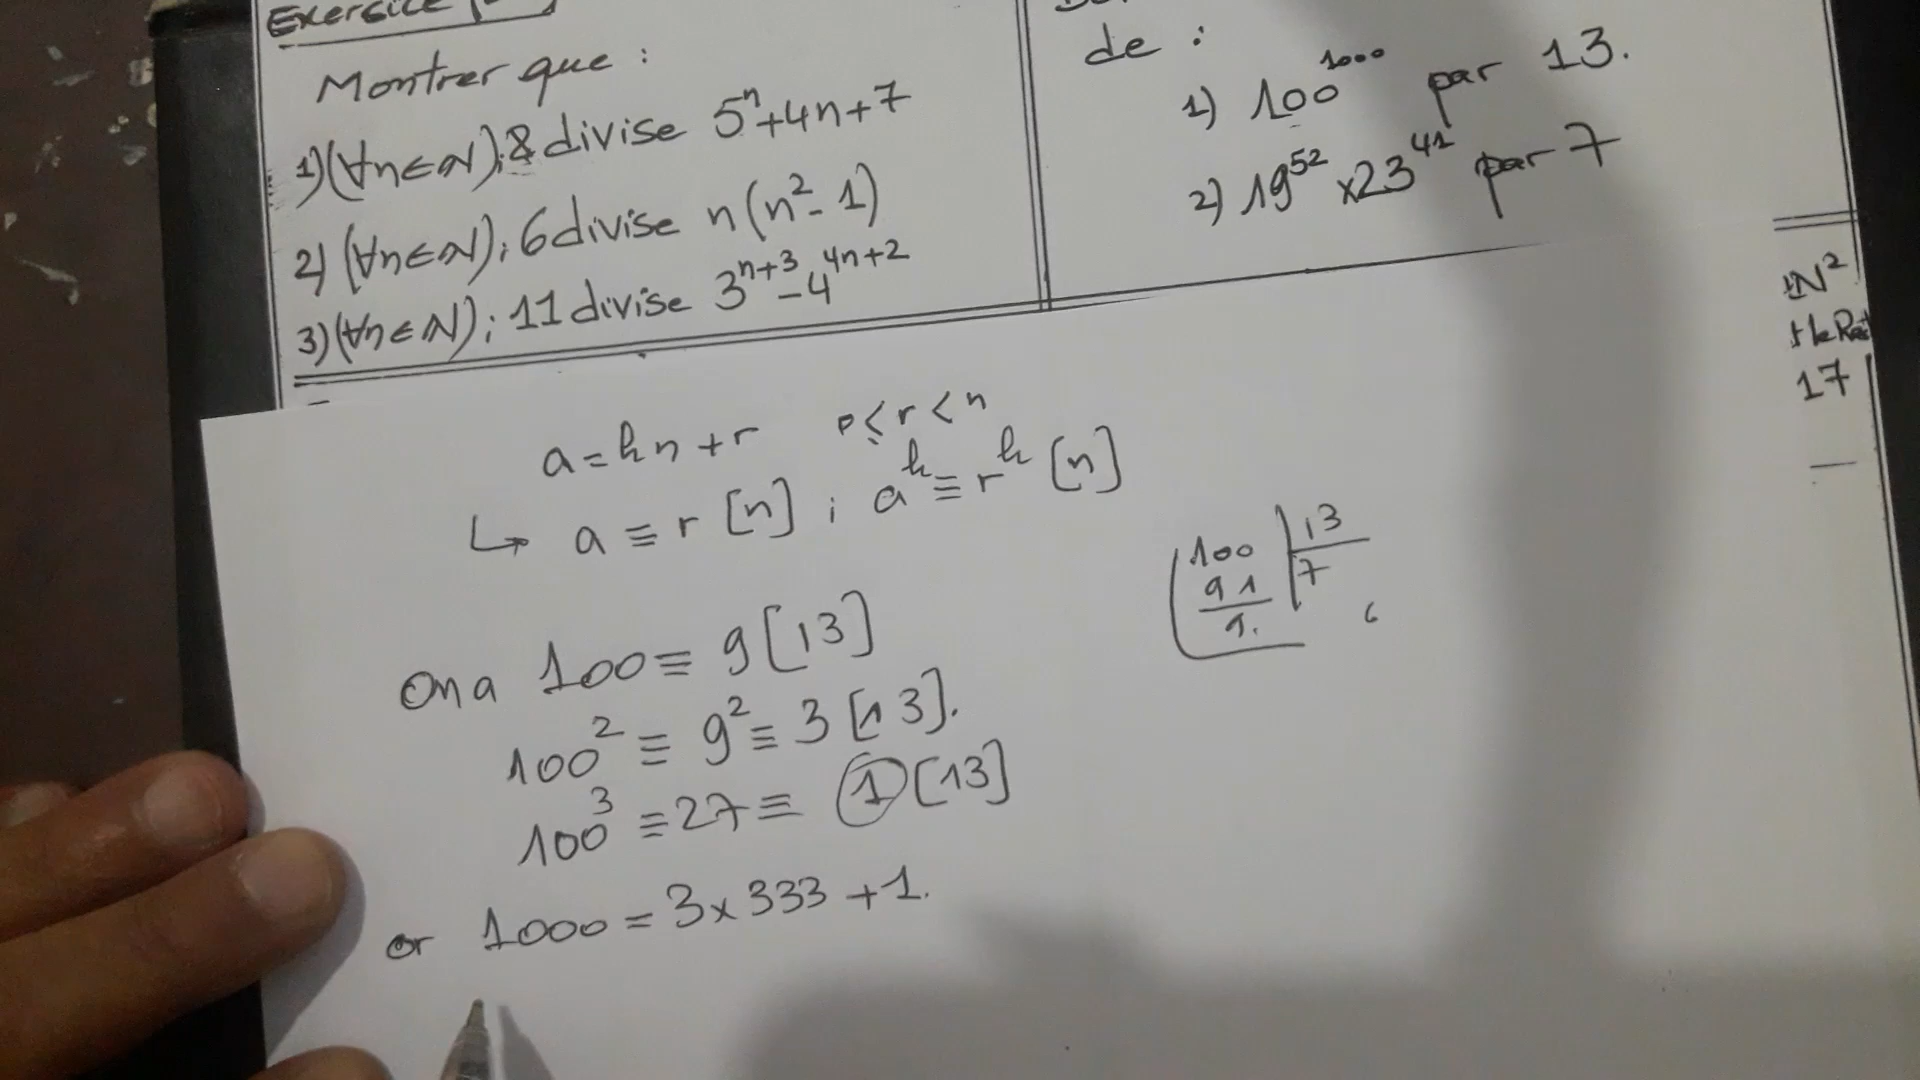 Exercice
Montrer que :
1) (∀n∈N); 8 divise 5ⁿ+4n+7
2) (∀n∈N); 6 divise n(n²-1)
3) (∀n∈N); 11 divise 3ⁿ⁺³-4⁴ⁿ⁺²
de :
1) 100¹⁰⁰⁰ par 13.
2) 19⁵² x23⁴¹ par 7
N²
17
a = kn + r 0 ≤ r < n
↳ a ≡ r [n] ; aᵏ ≡ rᵏ [n]
100 | 13
91 | 7
9.
On a 100 ≡ 9 [13]
100² ≡ 9² ≡ 3 [13].
100³ ≡ 27 ≡ 1 [13]
or 1000 = 3 x 333 + 1.